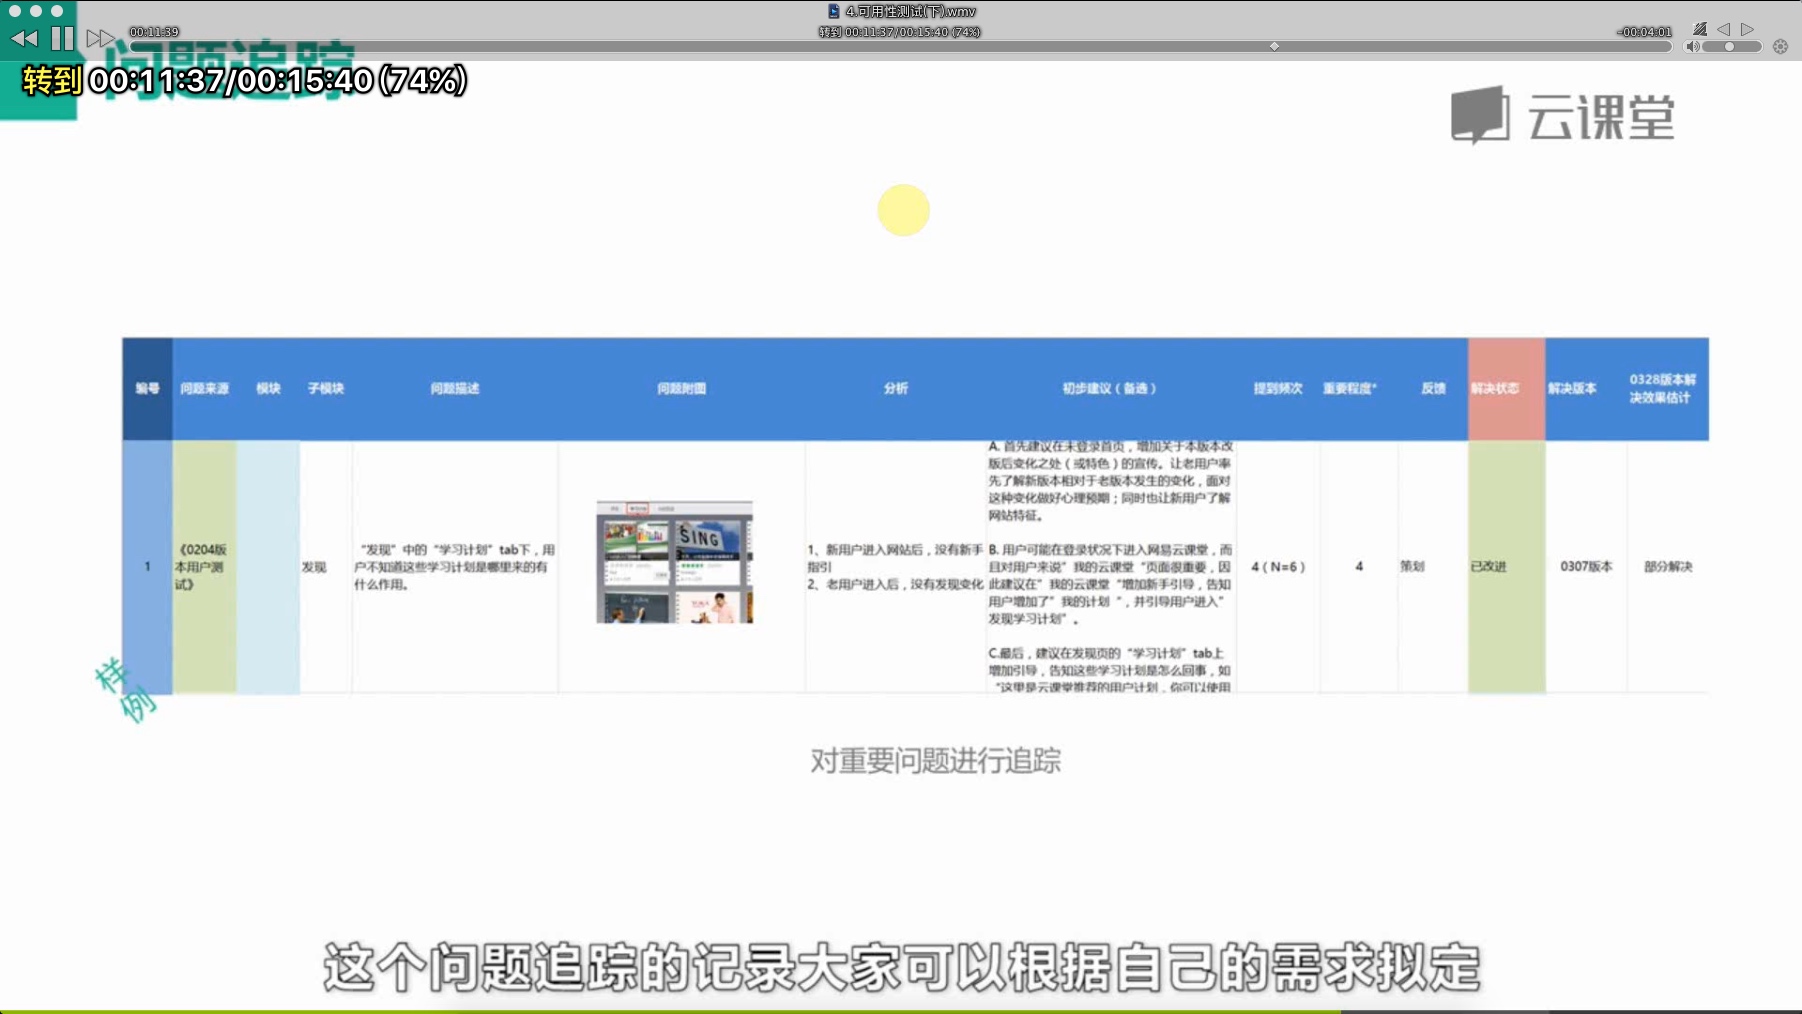 4.可用性测试(下).wmv
00:11:39
转到 00:11:37/00:15:40 (74%)
-00:04:01
问题追踪
转到 00:11:37/00:15:40 (74%)
云课堂
编号
问题来源
模块
子模块
问题描述
问题附图
分析
初步建议（备选）
提到频次
重要程度*
反馈
解决状态
解决版本
0328版本解
决效果估计
1
《0204版
本用户测
试》
发现
“发现”中的“学习计划”tab下，用
户不知道这些学习计划是哪里来的有
什么作用。
SING
1、新用户进入网站后，没有新手
指引
2、老用户进入后，没有发现变化
A. 首先建议在未登录首页，增加关于本版本改
版后变化之处（或特色）的宣传。让老用户率
先了解新版本相对于老版本发生的变化，面对
这种变化做好心理预期；同时也让新用户了解
网站特征。
B. 用户可能在登录状况下进入网易云课堂，而
且对用户来说”我的云课堂“页面很重要，因
此建议在”我的云课堂“增加新手引导，告知
用户增加了”我的计划“，并引导用户进入”
发现学习计划”。
C.最后，建议在发现页的“学习计划”tab上
增加引导，告知这些学习计划是怎么回事，如
“这里是云课堂推荐的用户计划，你可以使用
4（N=6）
4
策划
已改进
0307版本
部分解决
样例
对重要问题进行追踪
这个问题追踪的记录大家可以根据自己的需求拟定